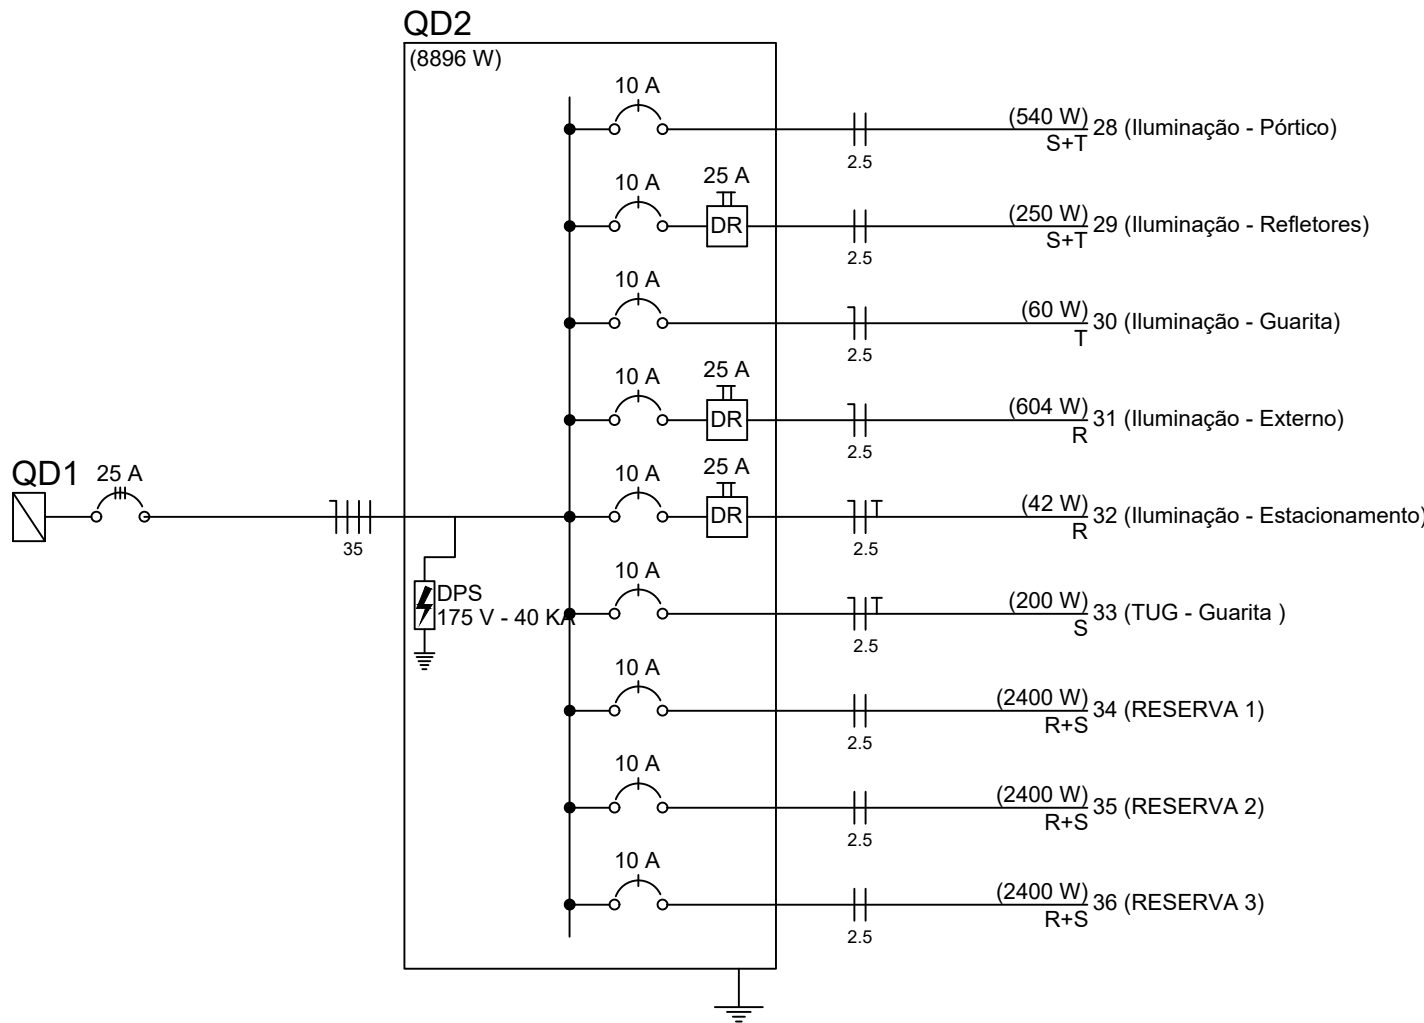 QD2
(8896 W)
10 A
(540 W) 28 (Iluminação - Pórtico)
2.5 S+T
10 A 25 A
DR (250 W) 29 (Iluminação - Refletores)
2.5 S+T
10 A
(60 W) 30 (Iluminação - Guarita)
2.5 T
10 A 25 A
DR (604 W) 31 (Iluminação - Externo)
2.5 R
QD1 25 A
35
10 A 25 A
DR T (42 W) 32 (Iluminação - Estacionamento)
2.5 R
DPS
175 V - 40 KA
10 A
T (200 W) 33 (TUG - Guarita )
2.5 S
10 A
(2400 W) 34 (RESERVA 1)
2.5 R+S
10 A
(2400 W) 35 (RESERVA 2)
2.5 R+S
10 A
(2400 W) 36 (RESERVA 3)
2.5 R+S